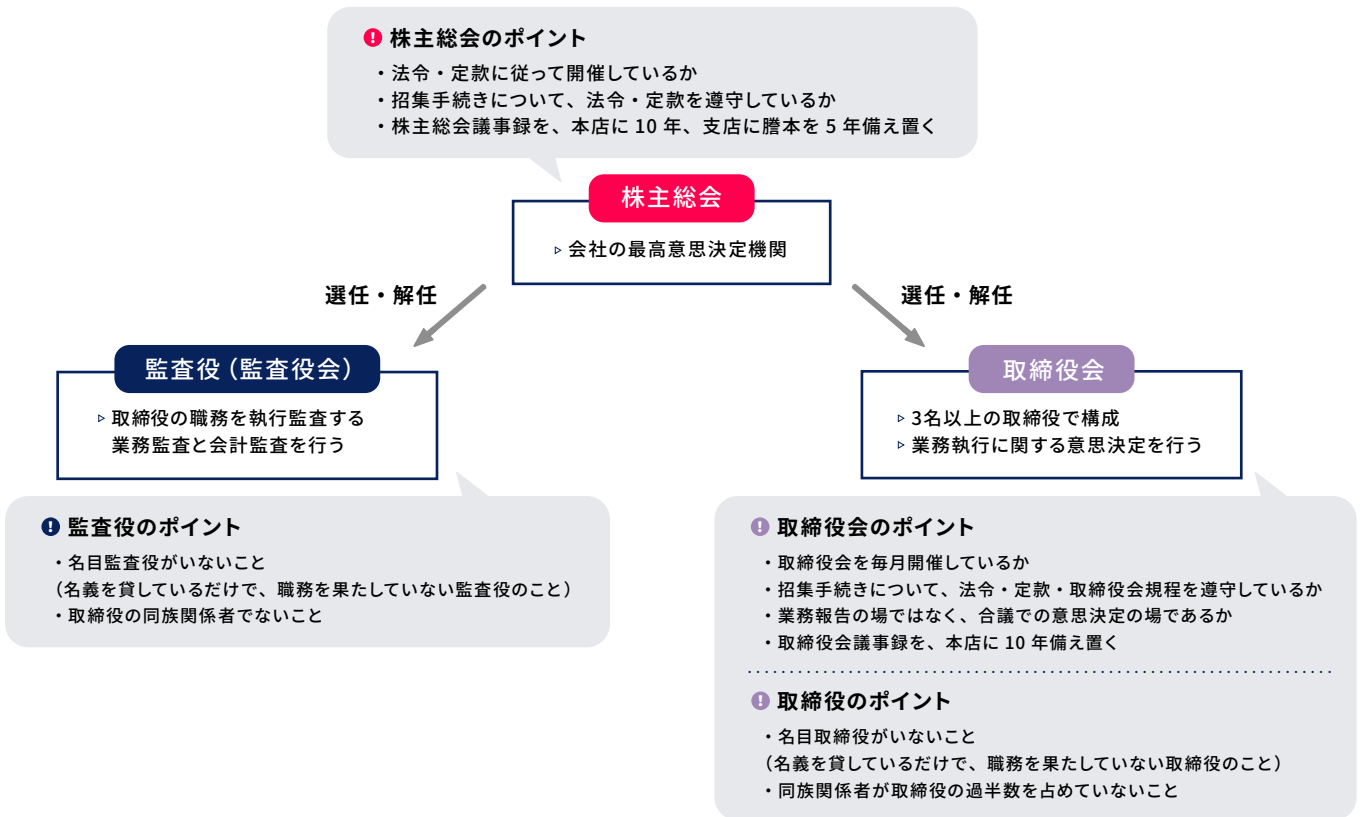 株主総会のポイント
・法令・定款に従って開催しているか
・招集手続きについて、法令・定款を遵守しているか
・株主総会議事録を、本店に 10 年、支店に謄本を 5 年備え置く
株主総会
▹ 会社の最高意思決定機関
選任・解任
選任・解任
監査役（監査役会）
▹ 取締役の職務を執行監査する
業務監査と会計監査を行う
監査役のポイント
・名目監査役がいないこと
（名義を貸しているだけで、職務を果たしていない監査役のこと）
・取締役の同族関係者でないこと
取締役会
▹ 3名以上の取締役で構成
▹ 業務執行に関する意思決定を行う
取締役会のポイント
・取締役会を毎月開催しているか
・招集手続きについて、法令・定款・取締役会規程を遵守しているか
・業務報告の場ではなく、合議での意思決定の場であるか
・取締役会議事録を、本店に 10 年備え置く
取締役のポイント
・名目取締役がいないこと
（名義を貸しているだけで、職務を果たしていない取締役のこと）
・同族関係者が取締役の過半数を占めていないこと